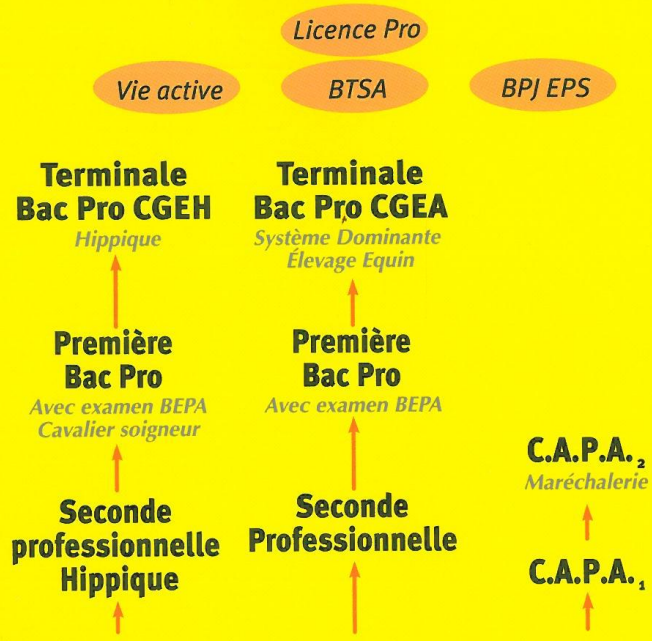 Licence Pro
Vie active
BTSA
BPJ EPS
Terminale
Bac Pro CGEH
Hippique
Terminale
Bac Pro CGEA
Système Dominante
Élevage Equin
Première
Bac Pro
Avec examen BEPA
Cavalier soigneur
Première
Bac Pro
Avec examen BEPA
C.A.P.A.₂
Maréchalerie
Seconde
professionnelle
Hippique
Seconde
Professionnelle
C.A.P.A.₁